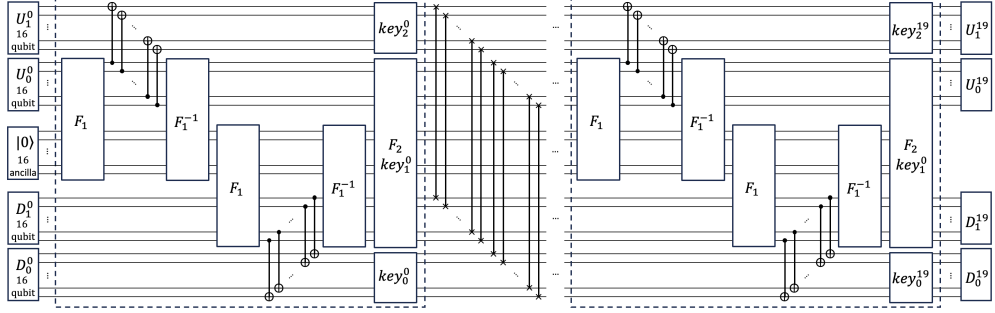 U_1^0
16
qubit
U_0^0
16
qubit
|0⟩
16
ancilla
D_1^0
16
qubit
D_0^0
16
qubit
F_1
F_1^{-1}
F_1
F_1^{-1}
key_2^0
F_2
key_1^0
key_0^0
...
...
...
...
...
F_1
F_1^{-1}
F_1
F_1^{-1}
key_2^{19}
F_2
key_1^0
key_0^{19}
U_1^{19}
U_0^{19}
D_1^{19}
D_0^{19}